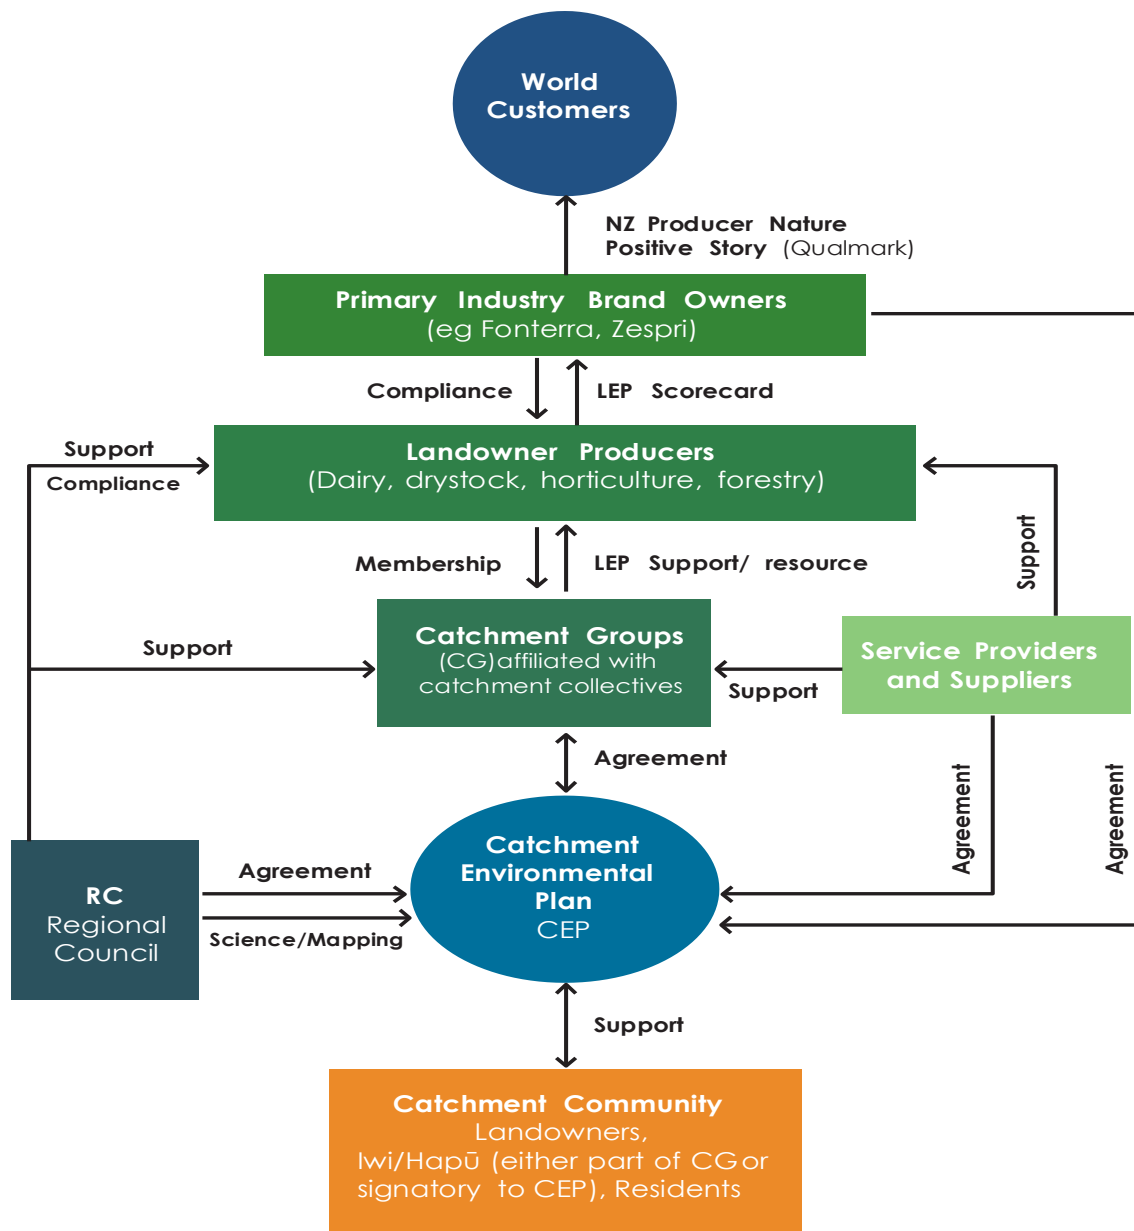 World
Customers
NZ Producer Nature
Positive Story (Qualmark)
Primary Industry Brand Owners
(eg Fonterra, Zespri)
Compliance
LEP Scorecard
Support
Compliance
Landowner Producers
(Dairy, drystock, horticulture, forestry)
Support
Membership
LEP Support/ resource
Support
Catchment Groups
(CG)affiliated with
catchment collectives
Support
Service Providers
and Suppliers
Agreement
Agreement
Agreement
Catchment
Environmental
Plan
CEP
RC
Regional
Council
Agreement
Science/Mapping
Support
Catchment Community
Landowners,
Iwi/Hapū (either part of CG or
signatory to CEP), Residents